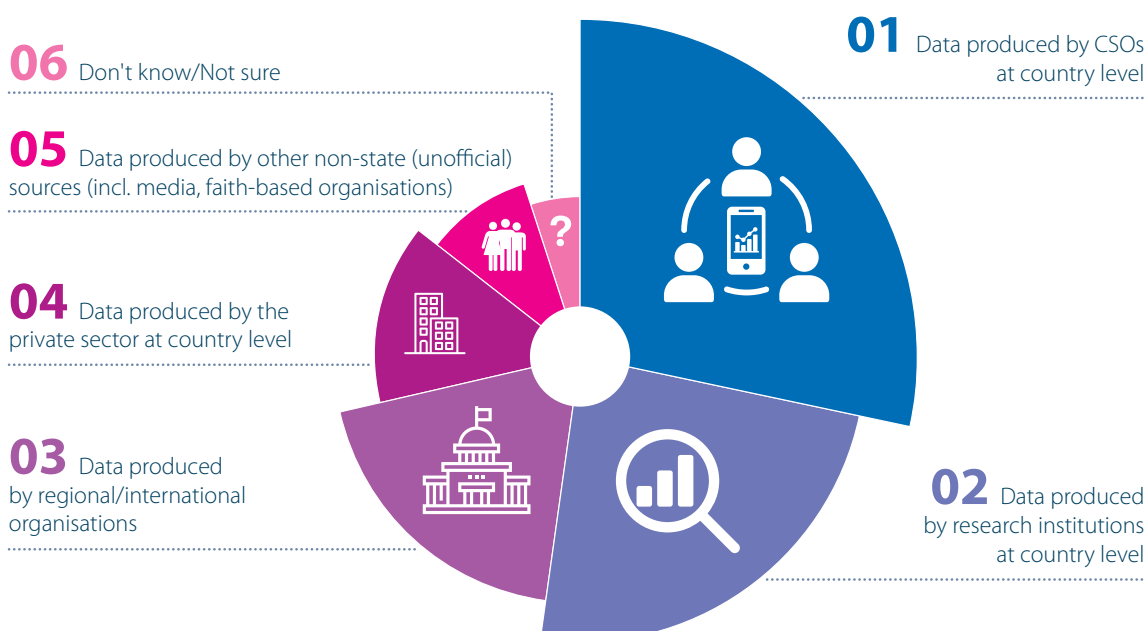 01 Data produced by CSOs
at country level
02 Data produced
by research institutions
at country level
03 Data produced
by regional/international
organisations
04 Data produced by the
private sector at country level
05 Data produced by other non-state (unofficial)
sources (incl. media, faith-based organisations)
06 Don't know/Not sure
?